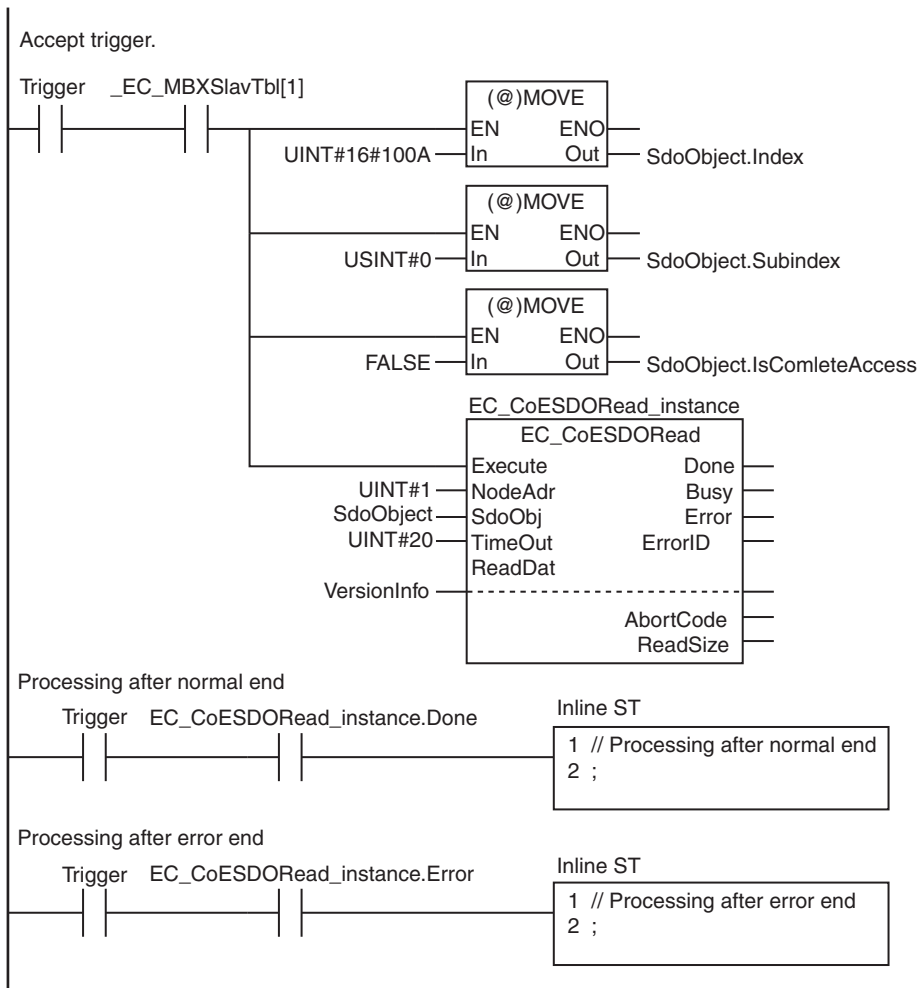 Accept trigger.
Trigger _EC_MBXSlavTbl[1]
(@)MOVE
EN ENO
UINT#16#100A In Out SdoObject.Index
(@)MOVE
EN ENO
USINT#0 In Out SdoObject.Subindex
(@)MOVE
EN ENO
FALSE In Out SdoObject.IsComleteAccess
EC_CoESDORead_instance
EC_CoESDORead
Execute Done
UINT#1 NodeAdr Busy
SdoObject SdoObj Error
UINT#20 TimeOut ErrorID
ReadDat
VersionInfo
AbortCode
ReadSize
Processing after normal end
Trigger EC_CoESDORead_instance.Done Inline ST
1 // Processing after normal end
2 ;
Processing after error end
Trigger EC_CoESDORead_instance.Error Inline ST
1 // Processing after error end
2 ;